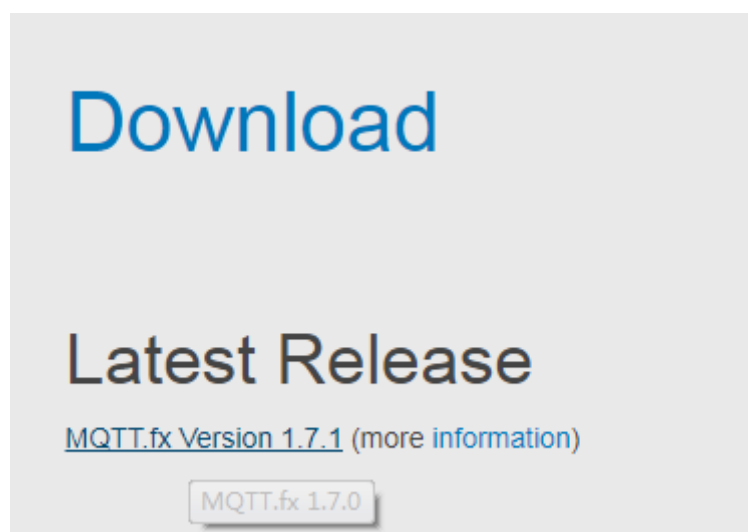 Download
Latest Release
MQTT.fx Version 1.7.1 (more information)
MQTT.fx 1.7.0